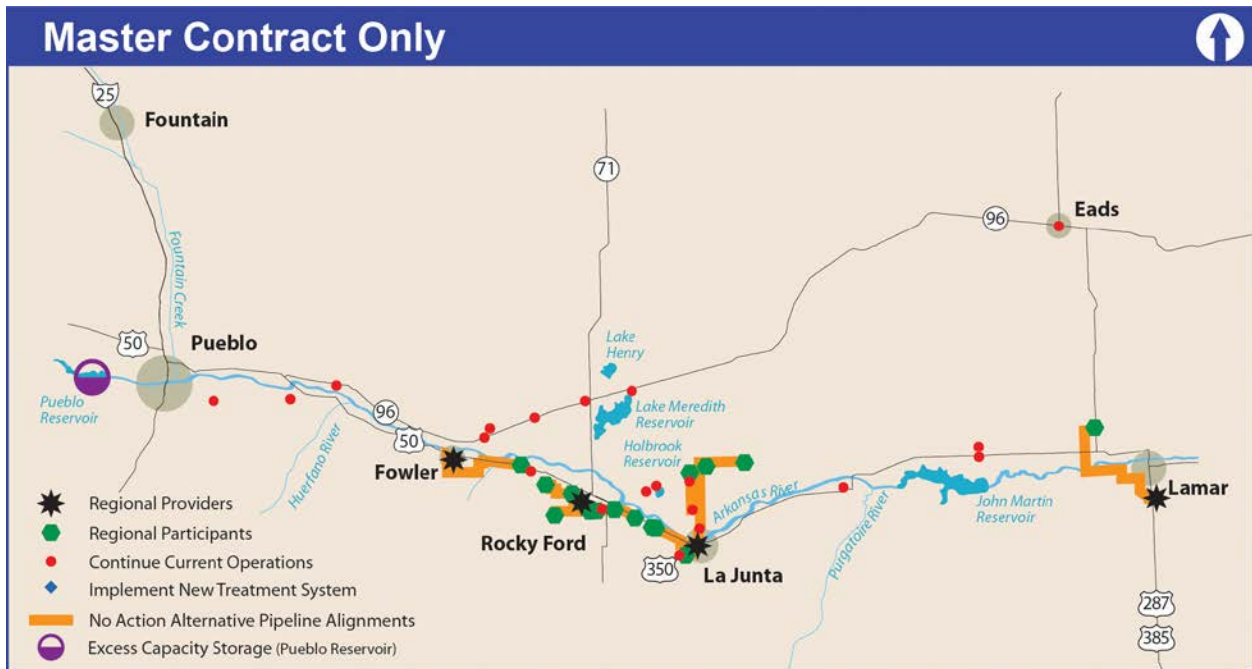 Master Contract Only
25
Fountain
71
96
Eads
Fountain Creek
50
Pueblo
Lake
Henry
Pueblo
Reservoir
96
Lake Meredith
Reservoir
50
Huerfano River
Holbrook
Reservoir
Fowler
Arkansas River
Purgatoire River
John Martin
Reservoir
Lamar
Rocky Ford
350
La Junta
287
385
Regional Providers
Regional Participants
Continue Current Operations
Implement New Treatment System
No Action Alternative Pipeline Alignments
Excess Capacity Storage (Pueblo Reservoir)